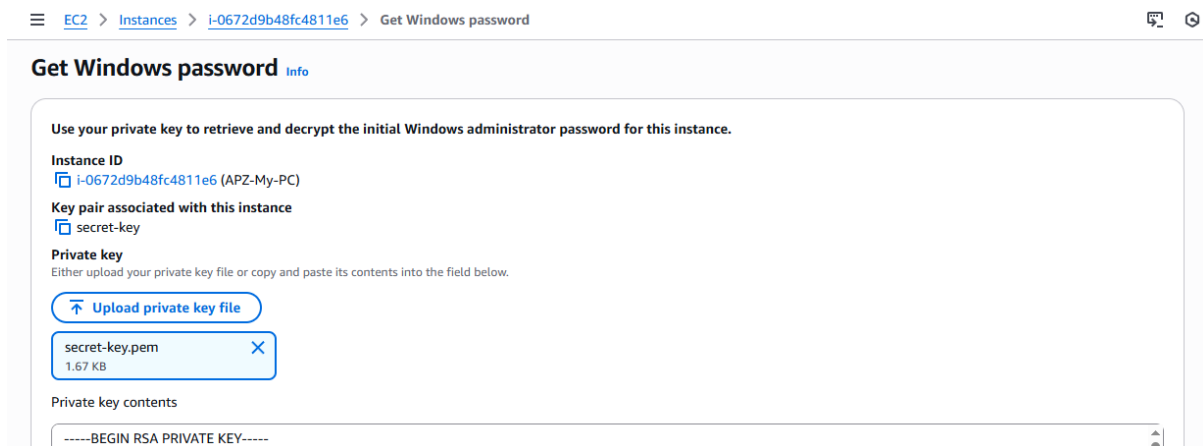 EC2 > Instances > i-0672d9b48fc4811e6 > Get Windows password
Get Windows password Info
Use your private key to retrieve and decrypt the initial Windows administrator password for this instance.
Instance ID
i-0672d9b48fc4811e6 (APZ-My-PC)
Key pair associated with this instance
secret-key
Private key
Either upload your private key file or copy and paste its contents into the field below.
Upload private key file
secret-key.pem
1.67 KB
Private key contents
-----BEGIN RSA PRIVATE KEY-----